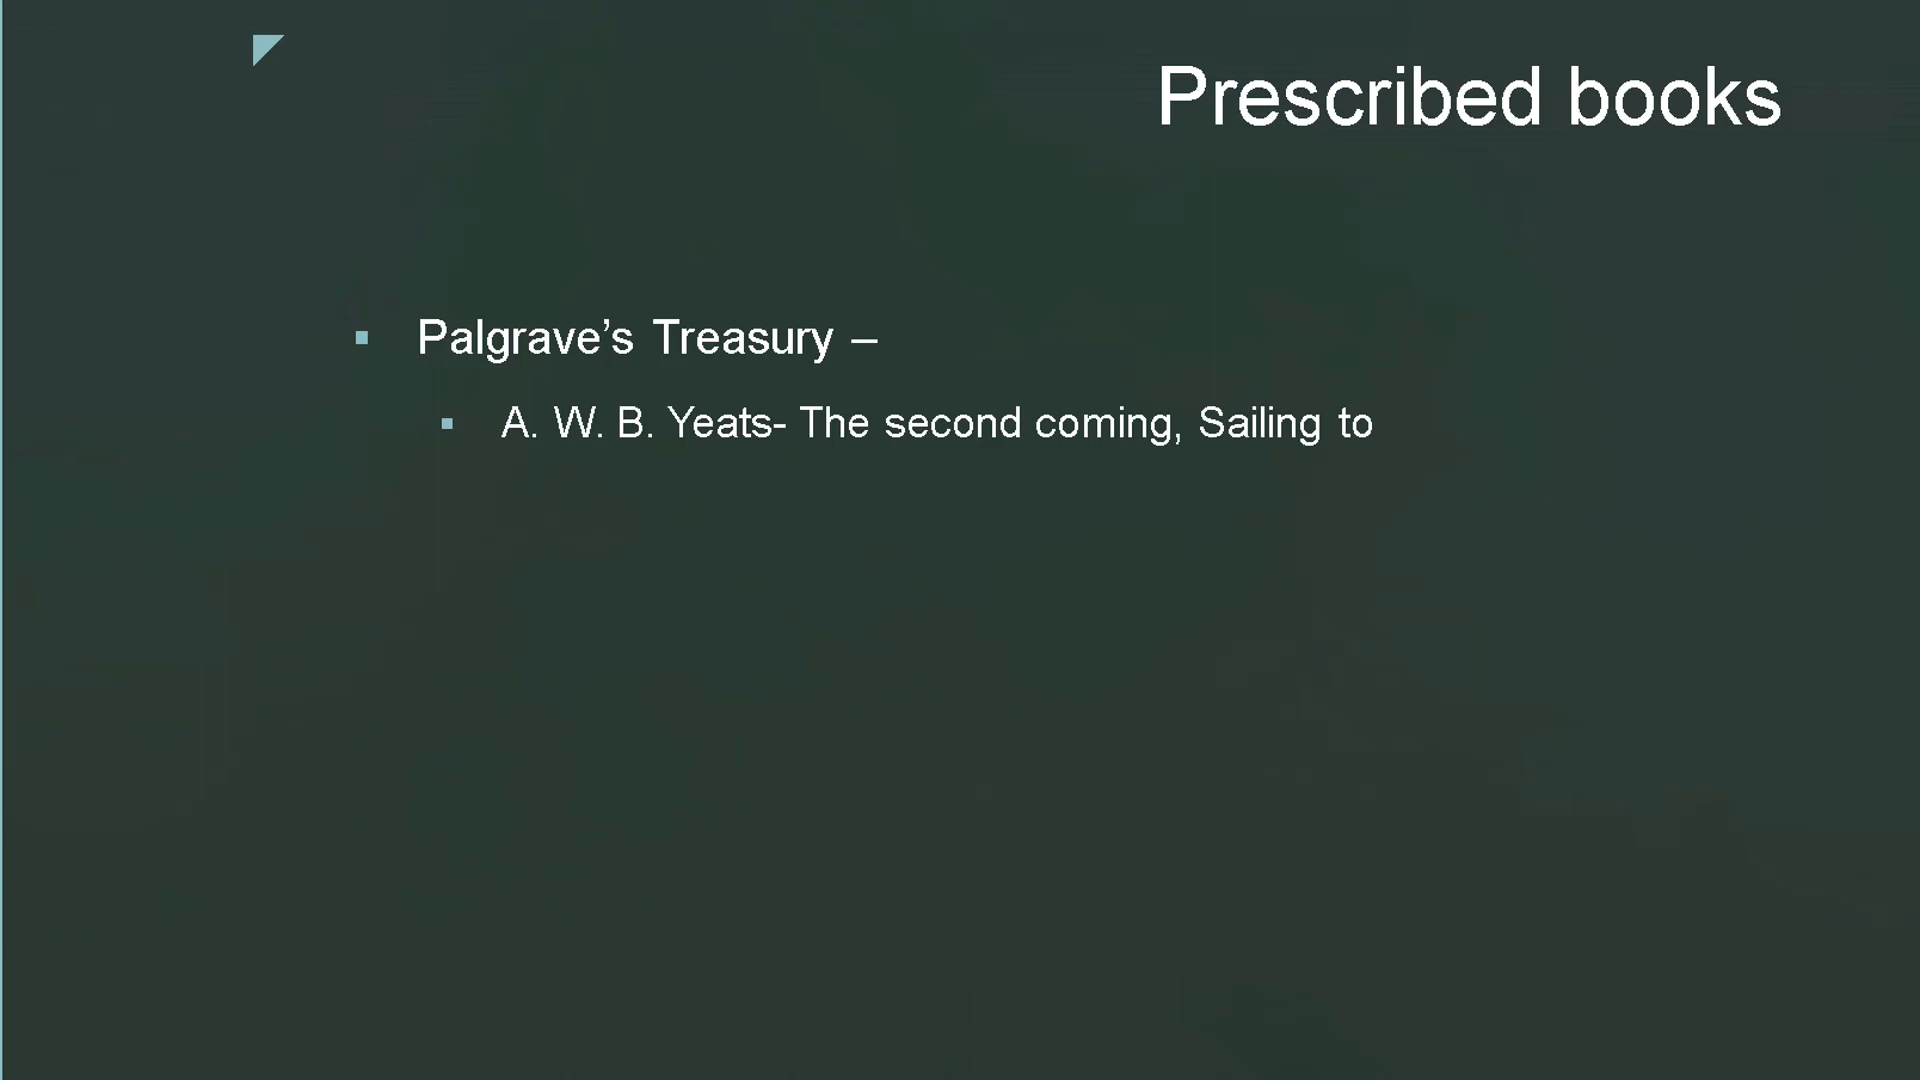 Prescribed books
Palgrave’s Treasury –
A. W. B. Yeats- The second coming, Sailing to